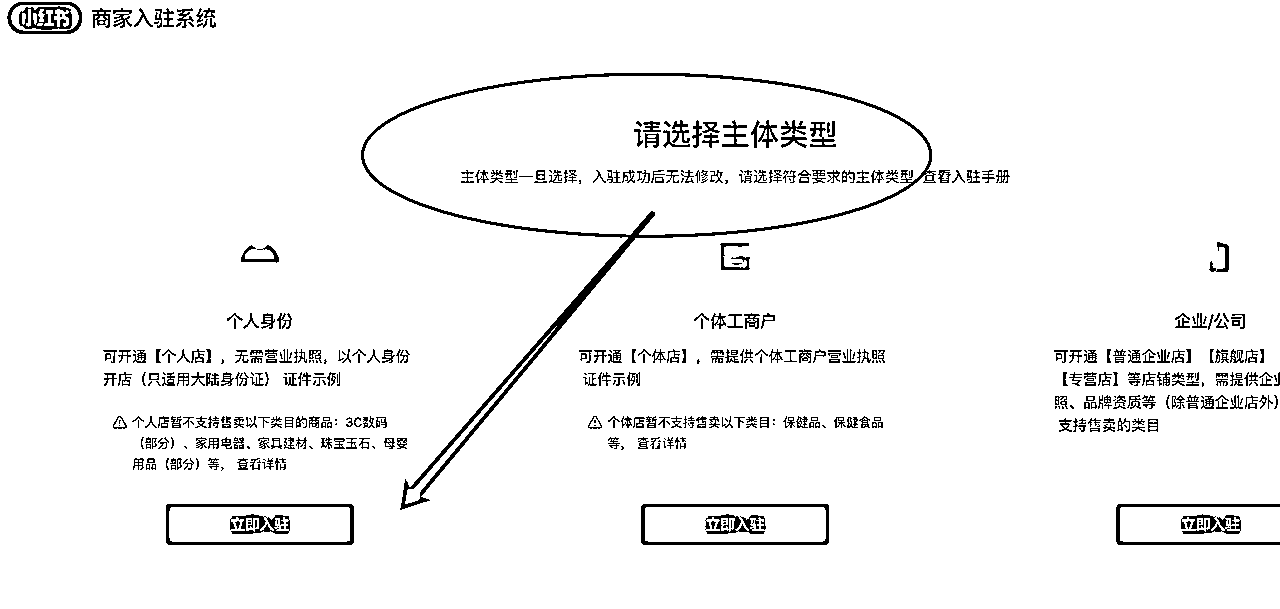 小红书 商家入驻系统
请选择主体类型
主体类型一旦选择，入驻成功后无法修改，请选择符合要求的主体类型 查看入驻手册
个人身份
可开通【个人店】，无需营业执照，以个人身份
开店（只适用大陆身份证） 证件示例
个人店暂不支持售卖以下类目的商品：3C数码
（部分）、家用电器、家具建材、珠宝玉石、母婴
用品（部分）等， 查看详情
立即入驻
个体工商户
可开通【个体店】，需提供个体工商户营业执照
证件示例
个体店暂不支持售卖以下类目：保健品、保健食品
等， 查看详情
立即入驻
企业/公司
可开通【普通企业店】【旗舰店】
【专营店】等店铺类型，需提供企业
照、品牌资质等（除普通企业店外）
支持售卖的类目
立即入驻